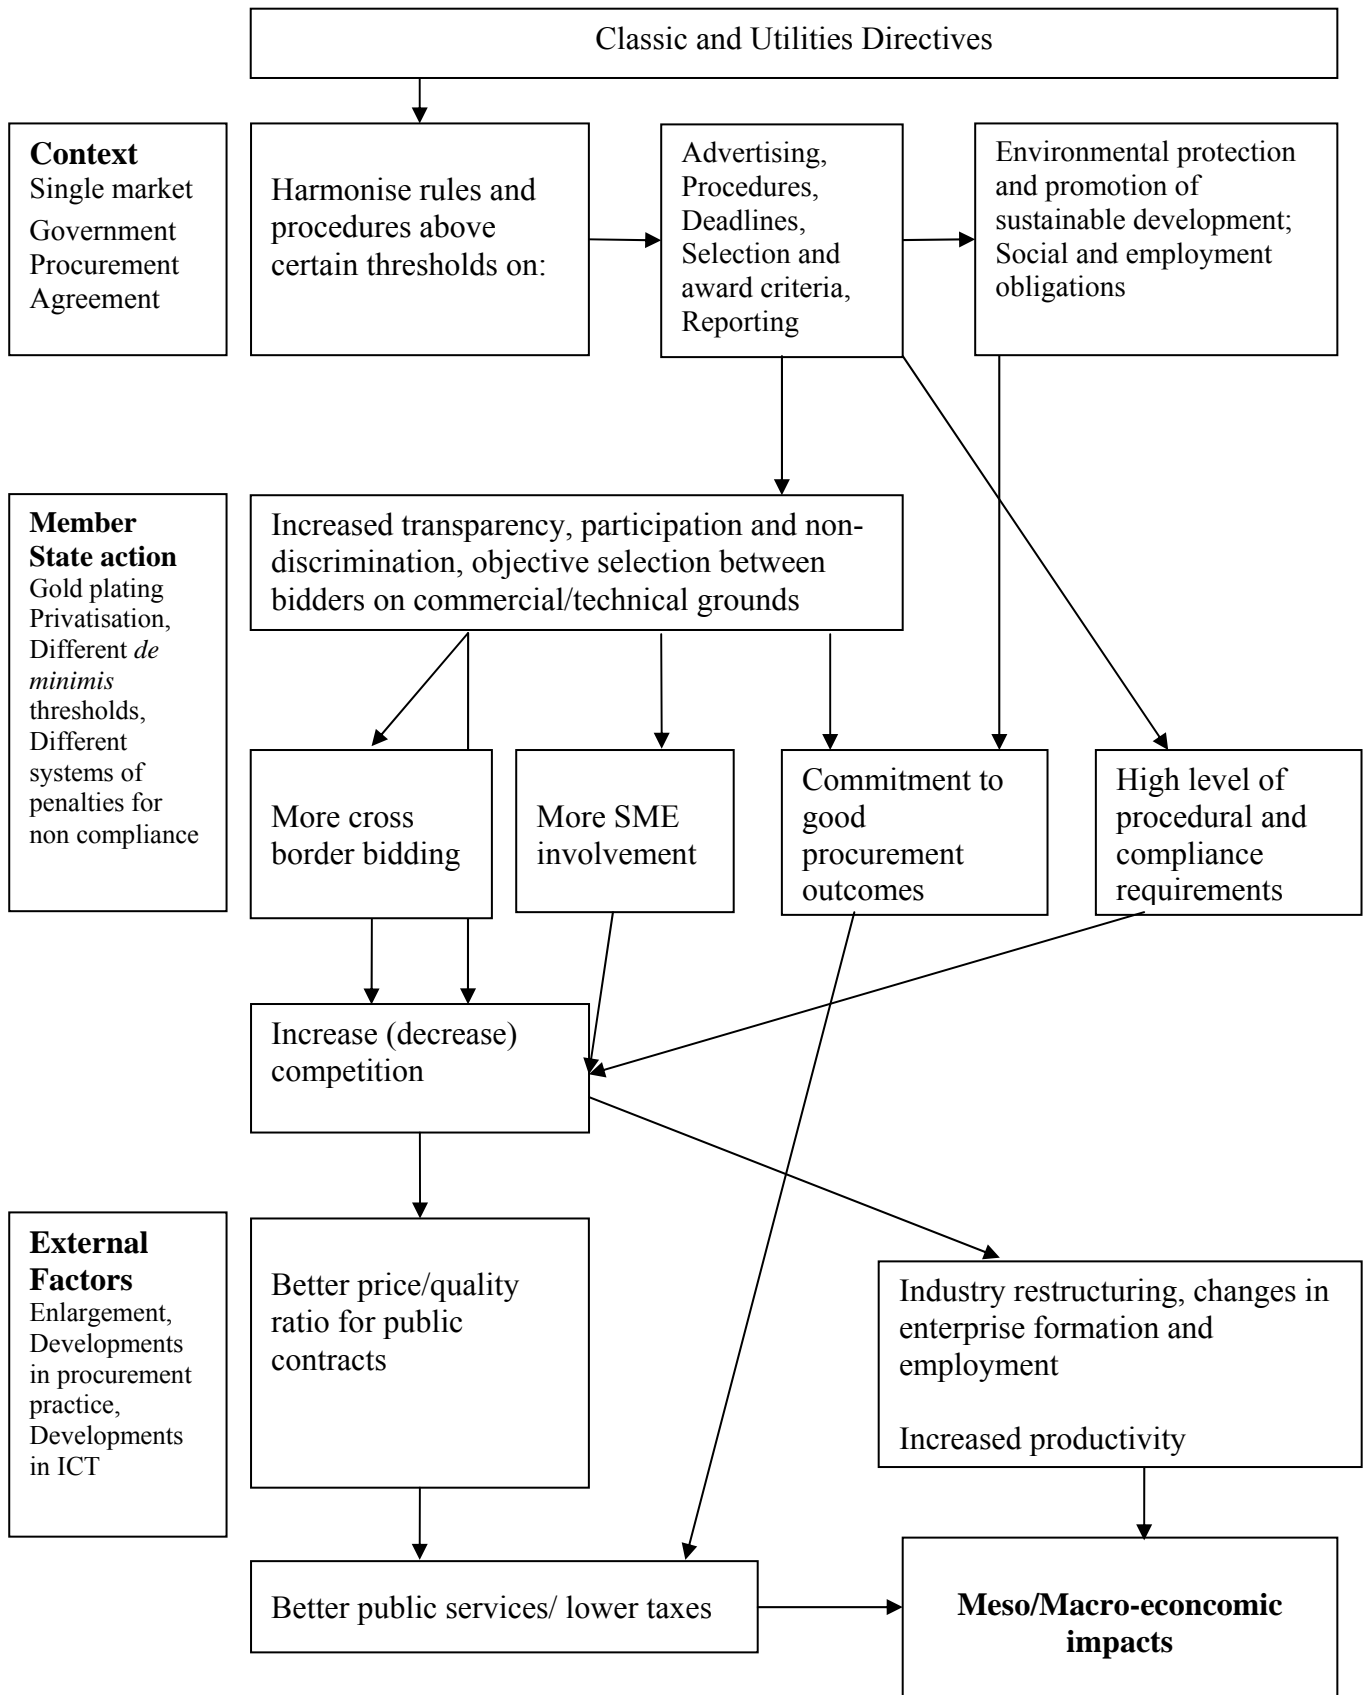 Classic and Utilities Directives
Context
Single market
Government
Procurement
Agreement
Harmonise rules and
procedures above
certain thresholds on:
Advertising,
Procedures,
Deadlines,
Selection and
award criteria,
Reporting
Environmental protection
and promotion of
sustainable development;
Social and employment
obligations
Member
State action
Gold plating
Privatisation,
Different de
minimis
thresholds,
Different
systems of
penalties for
non compliance
Increased transparency, participation and non-
discrimination, objective selection between
bidders on commercial/technical grounds
More cross
border bidding
More SME
involvement
Commitment to
good
procurement
outcomes
High level of
procedural and
compliance
requirements
Increase (decrease)
competition
External
Factors
Enlargement,
Developments
in procurement
practice,
Developments
in ICT
Better price/quality
ratio for public
contracts
Industry restructuring, changes in
enterprise formation and
employment
Increased productivity
Better public services/ lower taxes
Meso/Macro-econcomic
impacts